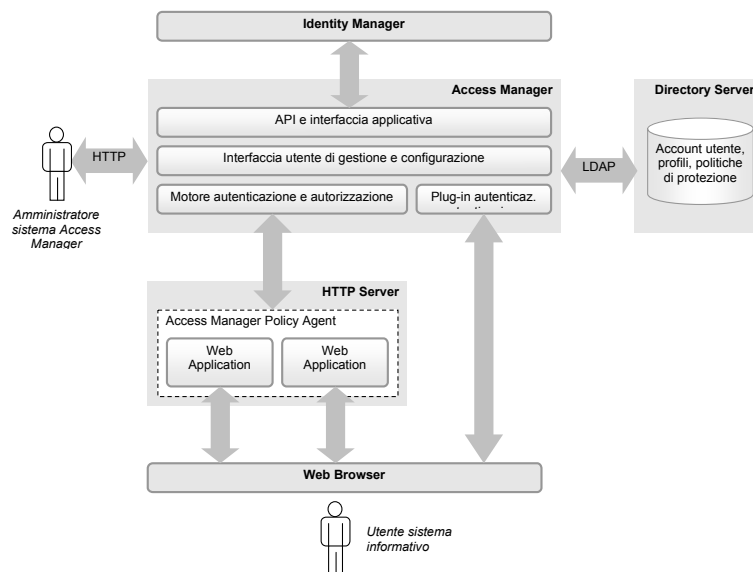 Identity Manager
Access Manager
Directory Server
API e interfaccia applicativa
HTTP
Interfaccia utente di gestione e configurazione
LDAP
Account utente,
profili, politiche
di protezione
Motore autenticazione e autorizzazione
Plug-in autenticaz.
Amministratore
sistema Access
Manager
HTTP Server
Access Manager Policy Agent
Web
Application
Web
Application
Web Browser
Utente sistema
informativo